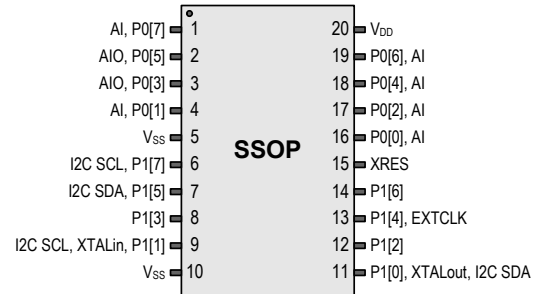 AI, P0[7] 1 20 VDD
AIO, P0[5] 2 19 P0[6], AI
AIO, P0[3] 3 18 P0[4], AI
AI, P0[1] 4 17 P0[2], AI
Vss 5 16 P0[0], AI
SSOP
I2C SCL, P1[7] 6 15 XRES
I2C SDA, P1[5] 7 14 P1[6]
P1[3] 8 13 P1[4], EXTCLK
I2C SCL, XTALin, P1[1] 9 12 P1[2]
Vss 10 11 P1[0], XTALout, I2C SDA